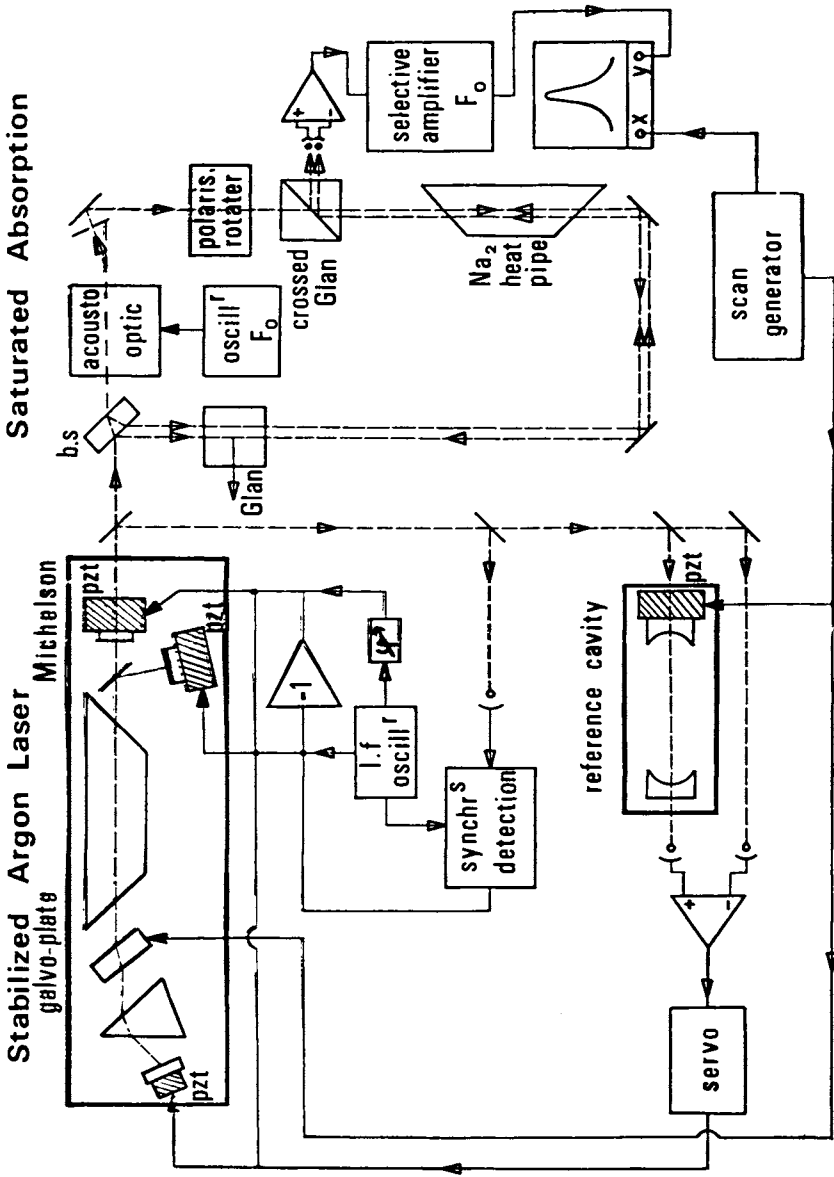 Stabilized Argon Laser
Saturated Absorption
galvo-plate
Michelson
pzt
pzt
pzt
b.s
acousto
optic
oscillʳ
F₀
polaris.
rotater
crossed
Glan
Glan
+
-
selective
amplifier
F₀
x
y
Na₂
heat
pipe
-1
l.f
oscillʳ
synchrˢ
detection
reference cavity
pzt
+
-
servo
scan
generator